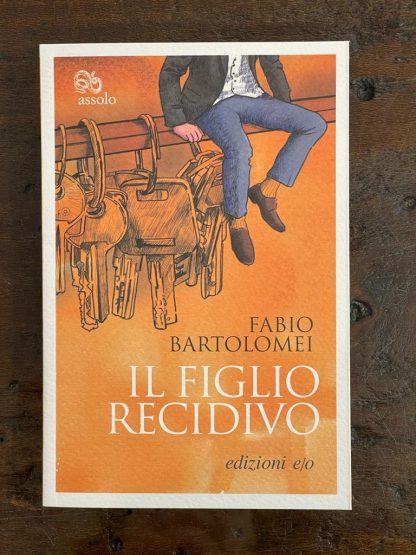 assolo
FABIO
BARTOLOMEI
IL FIGLIO
RECIDIVO
edizioni e/o